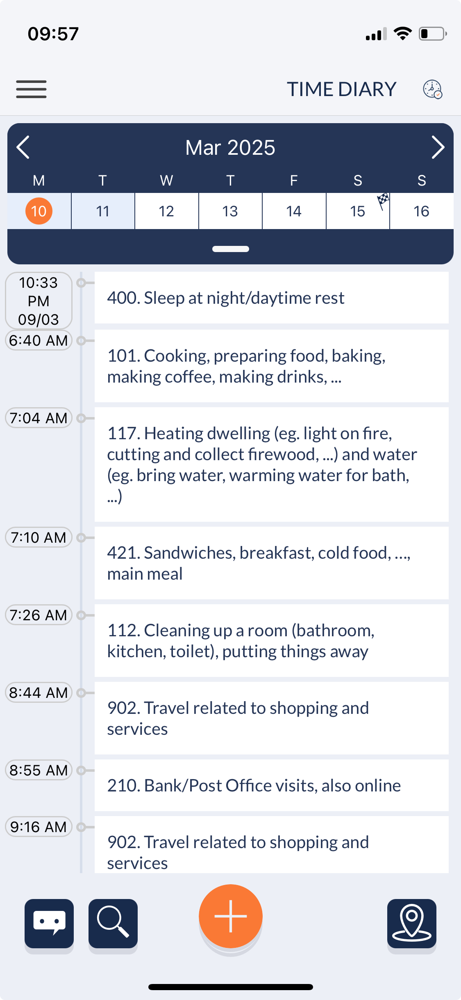 09:57
TIME DIARY
Mar 2025
M T W T F S S
10 11 12 13 14 15 16
10:33
PM
09/03
400. Sleep at night/daytime rest
6:40 AM
101. Cooking, preparing food, baking,
making coffee, making drinks, ...
7:04 AM
117. Heating dwelling (eg. light on fire,
cutting and collect firewood, ...) and water
(eg. bring water, warming water for bath,
...)
7:10 AM
421. Sandwiches, breakfast, cold food, ...,
main meal
7:26 AM
112. Cleaning up a room (bathroom,
kitchen, toilet), putting things away
8:44 AM
902. Travel related to shopping and
services
8:55 AM
210. Bank/Post Office visits, also online
9:16 AM
902. Travel related to shopping and
services